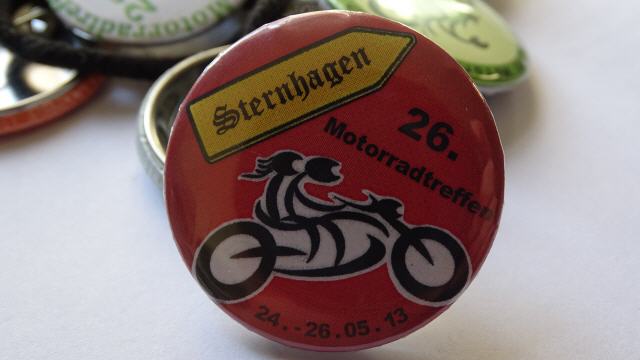 Sternhagen
26.
Motorradtreffen
24.-26.05.13